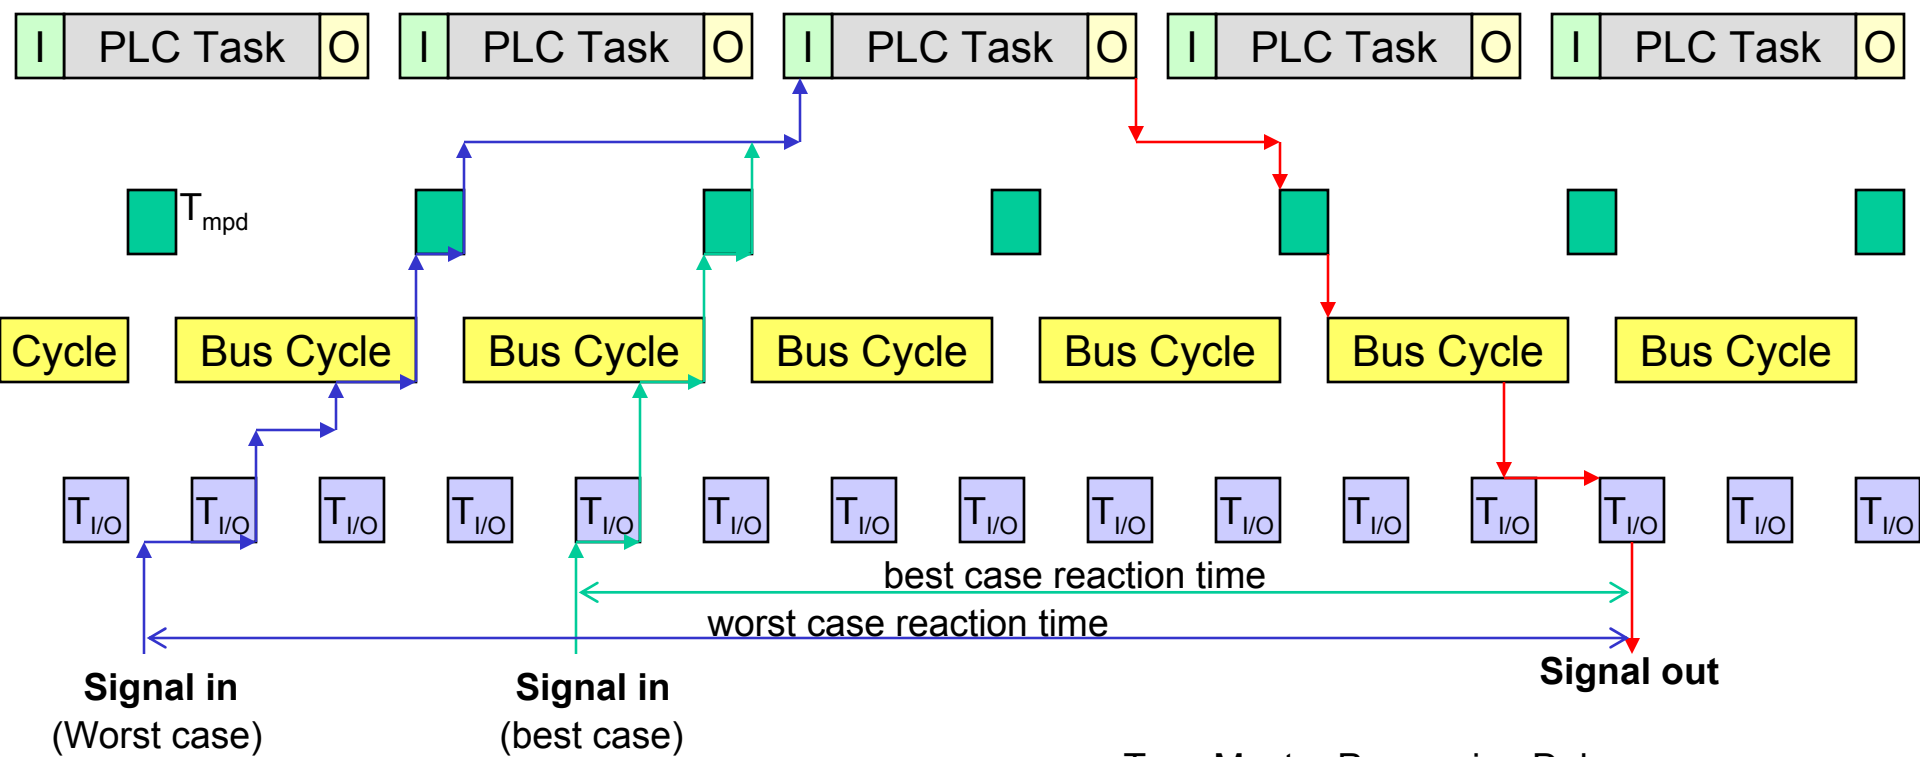 I PLC Task O I PLC Task O I PLC Task O I PLC Task O I PLC Task O
Tmpd
Cycle Bus Cycle Bus Cycle Bus Cycle Bus Cycle Bus Cycle Bus Cycle
TI/O TI/O TI/O TI/O TI/O TI/O TI/O TI/O TI/O TI/O TI/O TI/O TI/O TI/O TI/O
best case reaction time
worst case reaction time
Signal in
(Worst case)
Signal in
(best case)
Signal out